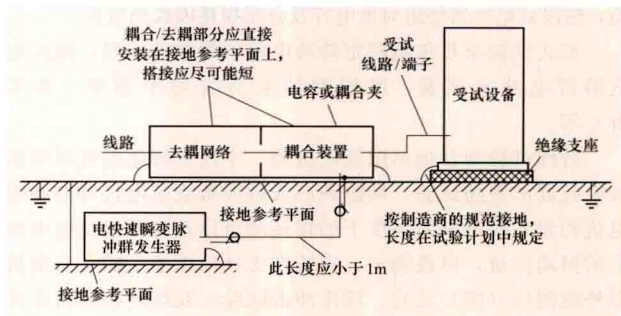 耦合/去耦部分应直接
安装在接地参考平面上，
搭接应尽可能短
受试
线路/端子
电容或耦合夹
受试设备
线路
去耦网络
耦合装置
绝缘支座
接地参考平面
按制造商的规范接地，
长度在试验计划中规定
电快速瞬变脉
冲群发生器
此长度应小于1m
接地参考平面